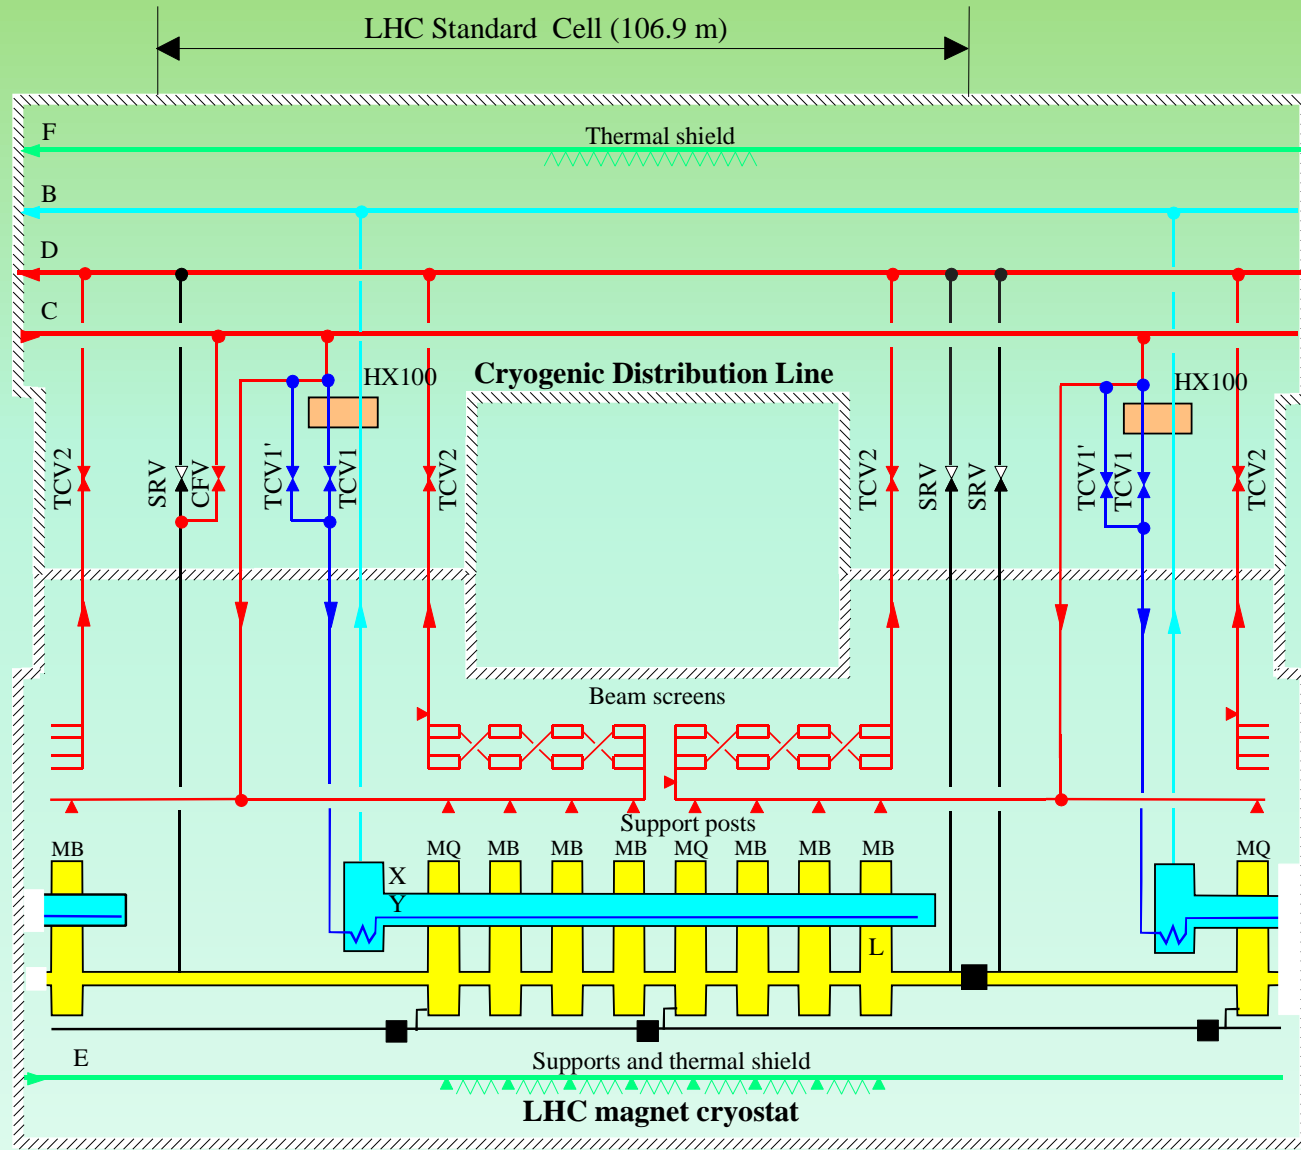 LHC Standard Cell (106.9 m)
F
Thermal shield
B
D
C
HX100
Cryogenic Distribution Line
HX100
TCV2
SRV
CFV
TCV1'
TCV1
TCV2
TCV2
SRV
SRV
TCV1'
TCV1
TCV2
Beam screens
Support posts
MB
MQ
MB
MB
MB
MQ
MB
MB
MB
MQ
X
Y
L
E
Supports and thermal shield
LHC magnet cryostat